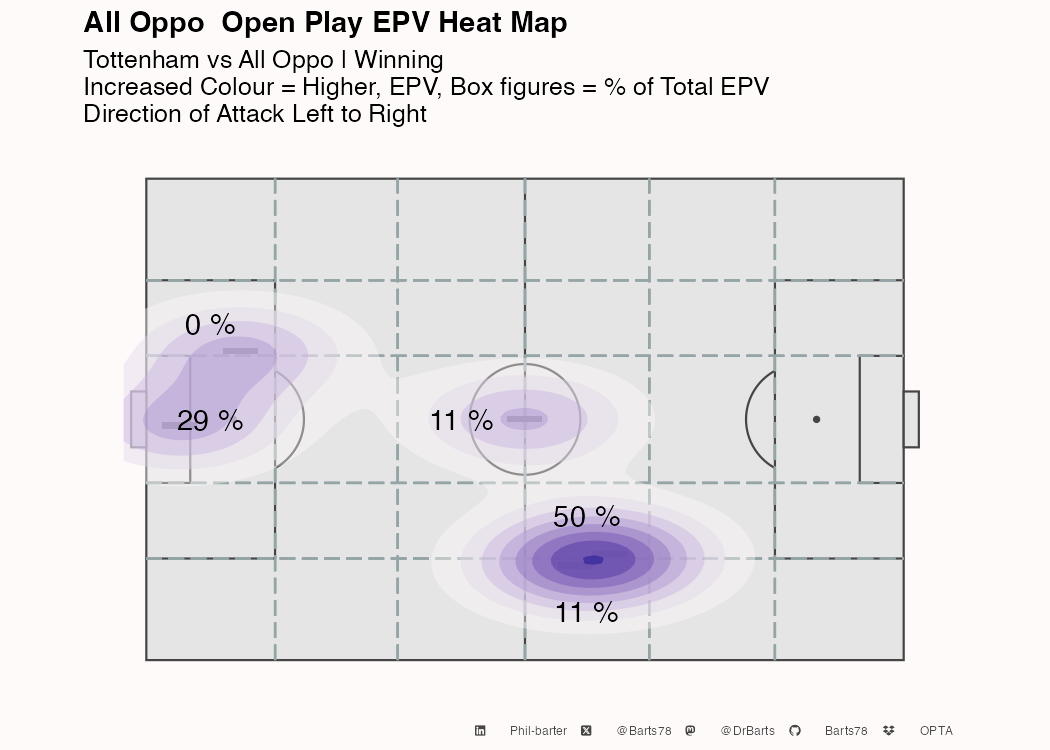 All Oppo  Open Play EPV Heat Map
Tottenham vs All Oppo | Winning
Increased Colour = Higher, EPV, Box figures = % of Total EPV
Direction of Attack Left to Right
0 %
29 %
11 %
50 %
11 %
Phil-barter @Barts78 @DrBarts Barts78 OPTA